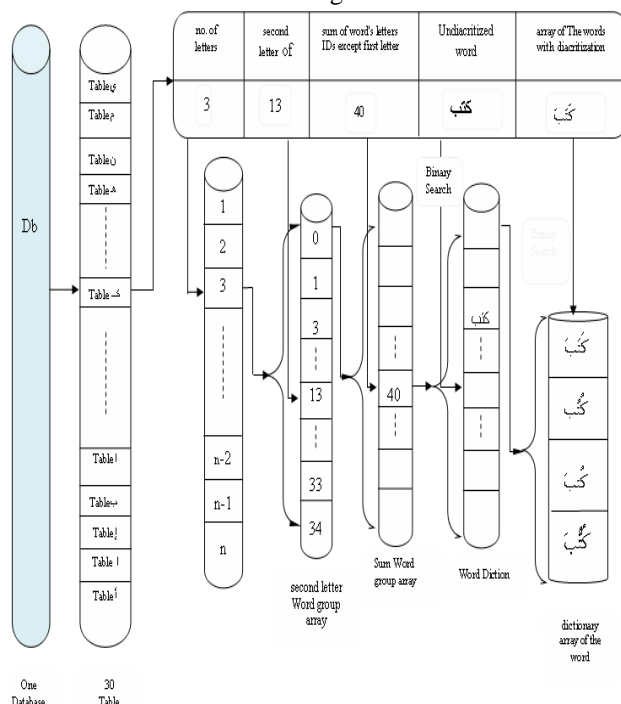 no. of
letters
second
letter of
sum of word's letters
IDs except first letter
Undiacritized
word
array of The words
with diacritization
3
13
40
كتب
كَتَبَ
Db
Tableي
Tableم
Tableن
Tableهـ
Table كـ
Tableا
Tableب
Tableإ
Table ا
Tableأ
1
2
3
n-2
n-1
n
0
1
3
13
33
34
40
Binary
Search
كتب
Binary
Search
كَتَبَ
كُتُب
كُتِبَ
second letter
Word group
array
Sum Word
group array
Word Diction
dictionary
array of the
word
One
Database
30
Table